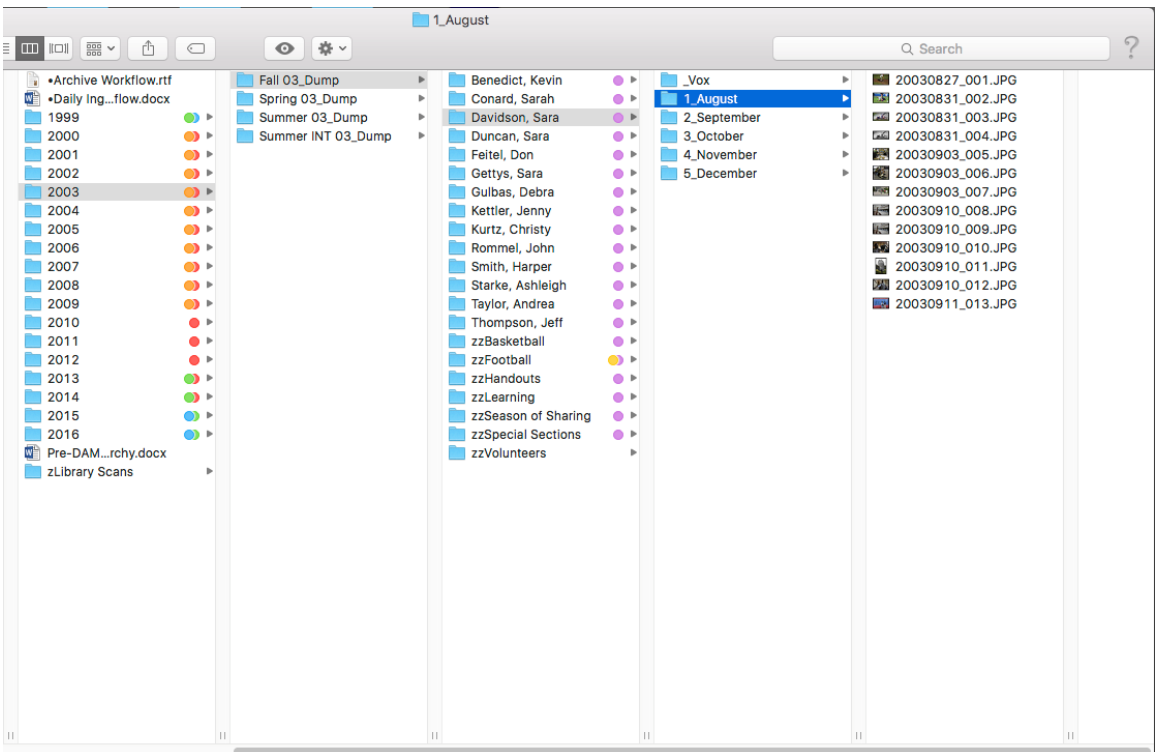 1_August
Search
?
•Archive Workflow.rtf
•Daily Ing...flow.docx
1999
2000
2001
2002
2003
2004
2005
2006
2007
2008
2009
2010
2011
2012
2013
2014
2015
2016
Pre-DAM...rchy.docx
zLibrary Scans
Fall 03_Dump
Spring 03_Dump
Summer 03_Dump
Summer INT 03_Dump
Benedict, Kevin
Conard, Sarah
Davidson, Sara
Duncan, Sara
Feitel, Don
Gettys, Sara
Gulbas, Debra
Kettler, Jenny
Kurtz, Christy
Rommel, John
Smith, Harper
Starke, Ashleigh
Taylor, Andrea
Thompson, Jeff
zzBasketball
zzFootball
zzHandouts
zzLearning
zzSeason of Sharing
zzSpecial Sections
zzVolunteers
_Vox
1_August
2_September
3_October
4_November
5_December
20030827_001.JPG
20030831_002.JPG
20030831_003.JPG
20030831_004.JPG
20030903_005.JPG
20030903_006.JPG
20030903_007.JPG
20030910_008.JPG
20030910_009.JPG
20030910_010.JPG
20030910_011.JPG
20030910_012.JPG
20030911_013.JPG